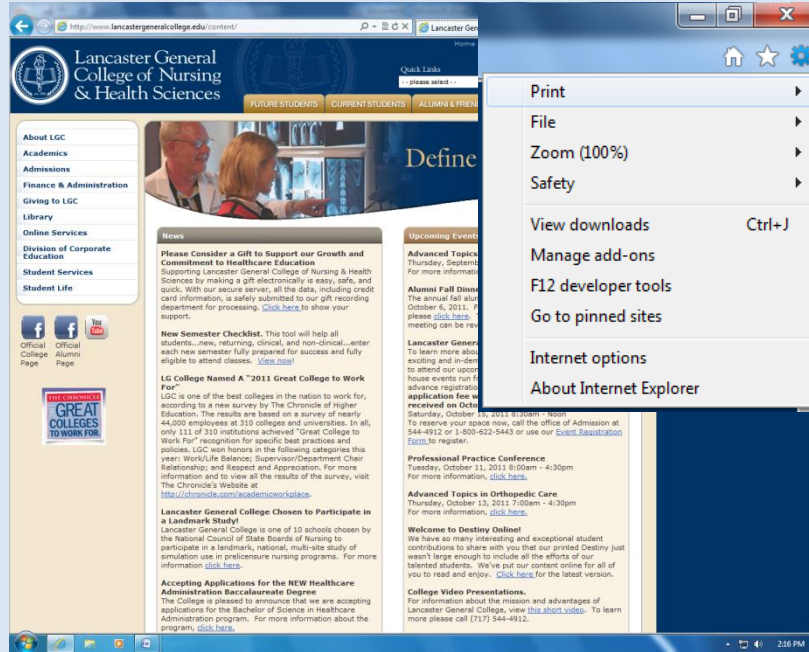 http://www.lancastergeneralcollege.edu/content/
Lancaster Gen
Home
Lancaster General
College of Nursing
& Health Sciences
Quick Links
- - please select - -
FUTURE STUDENTS
CURRENT STUDENTS
ALUMNI & FRIEN
Print
File
Zoom (100%)
Safety
View downloads Ctrl+J
Manage add-ons
F12 developer tools
Go to pinned sites
Internet options
About Internet Explorer
About LGC
Academics
Admissions
Finance & Administration
Giving to LGC
Library
Online Services
Division of Corporate
Education
Student Services
Student Life
Official
College
Page
Official
Alumni
Page
You
Tube
THE CHRONICLE
GREAT
COLLEGES
TO WORK FOR
Define
News
Please Consider a Gift to Support our Growth and
Commitment to Healthcare Education
Supporting Lancaster General College of Nursing & Health
Sciences by making a gift electronically is easy, safe, and
quick. With our secure server, all the data, including credit
card information, is safely submitted to our gift recording
department for processing. Click here to show your
support.
New Semester Checklist. This tool will help all
students...new, returning, clinical, and non-clinical...enter
each new semester fully prepared for success and fully
eligible to attend classes. View now!
LG College Named A "2011 Great College to Work
For"
LGC is one of the best colleges in the nation to work for,
according to a new survey by The Chronicle of Higher
Education. The results are based on a survey of nearly
44,000 employees at 310 colleges and universities. In all,
only 111 of 310 institutions achieved "Great College to
Work For" recognition for specific best practices and
policies. LGC won honors in the following categories this
year: Work/Life Balance; Supervisor/Department Chair
Relationship; and Respect and Appreciation. For more
information and to view all the results of the survey, visit
The Chronicle's Website at
http://chronicle.com/academicworkplace.
Lancaster General College Chosen to Participate in
a Landmark Study!
Lancaster General College is one of 10 schools chosen by
the National Council of State Boards of Nursing to
participate in a landmark, national, multi-site study of
simulation use in prelicensure nursing programs. For more
information click here.
Accepting Applications for the NEW Healthcare
Administration Baccalaureate Degree
The College is pleased to announce that we are accepting
applications for the Bachelor of Science in Healthcare
Administration program. For more information about the
program, click here.
Upcoming Events
Advanced Topics
Thursday, Septemb
For more informatio
Alumni Fall Dinne
The annual fall alum
October 6, 2011. F
please click here. T
meeting can be rev
Lancaster Genera
To learn more abou
exciting and in-dem
to attend our upcon
house events run f
advance registratio
application fee w
received on Octob
Saturday, October 15, 2011 8:30am - Noon
To reserve your space now, call the office of Admission at
544-4912 or 1-800-622-5443 or use our Event Registration
Form to register.
Professional Practice Conference
Tuesday, October 11, 2011 8:00am - 4:30pm
For more information, click here.
Advanced Topics in Orthopedic Care
Thursday, October 13, 2011 7:00am - 4:30pm
For more information, click here.
Welcome to Destiny Online!
We have so many interesting and exceptional student
contributions to share with you that our printed Destiny just
wasn't large enough to include all the efforts of our
talented students. We've put our content online for all of
you to read and enjoy. Click here for the latest version.
College Video Presentations.
For information about the mission and advantages of
Lancaster General College, view this short video. To learn
more please call (717) 544-4912.
2:16 PM